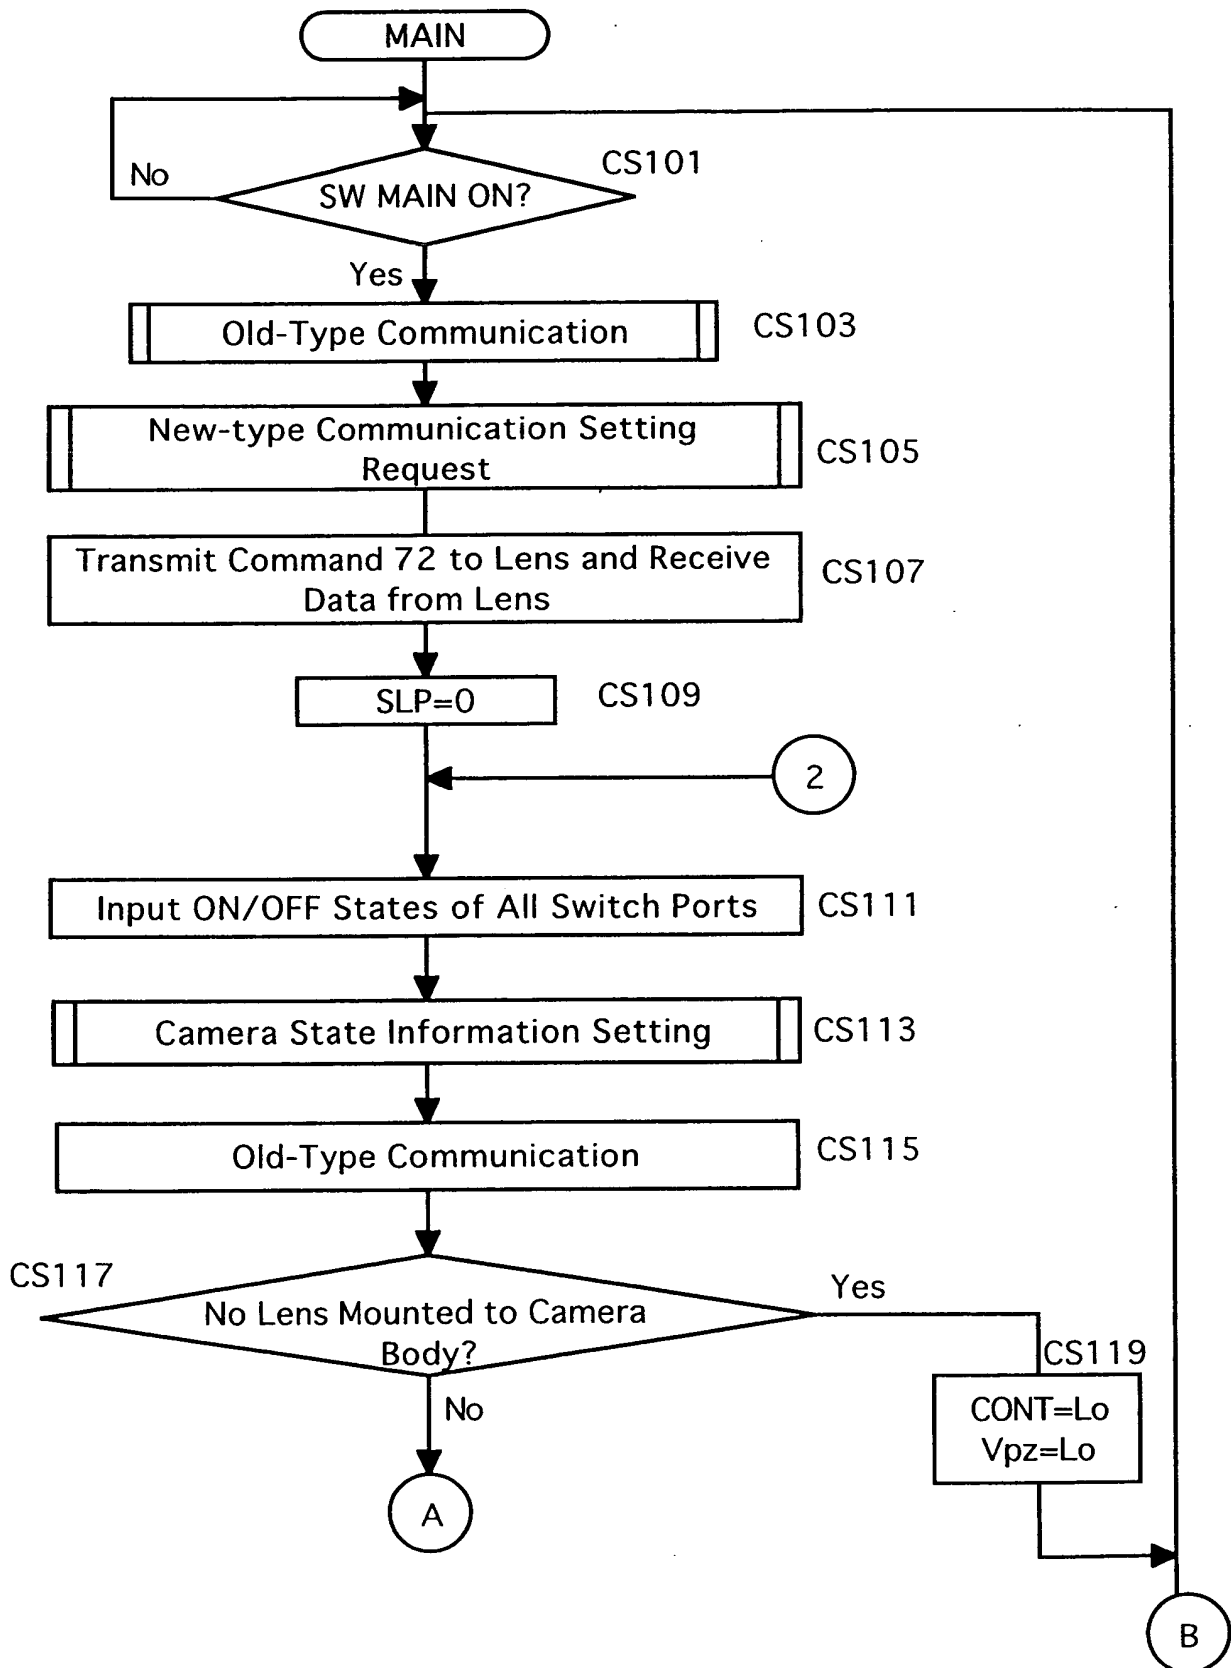 MAIN
CS101
No
SW MAIN ON?
Yes
Old-Type Communication
CS103
New-type Communication Setting
Request
CS105
Transmit Command 72 to Lens and Receive
Data from Lens
CS107
SLP=0
CS109
2
Input ON/OFF States of All Switch Ports
CS111
Camera State Information Setting
CS113
Old-Type Communication
CS115
CS117
No Lens Mounted to Camera
Body?
Yes
CS119
CONT=Lo
Vpz=Lo
No
A
B